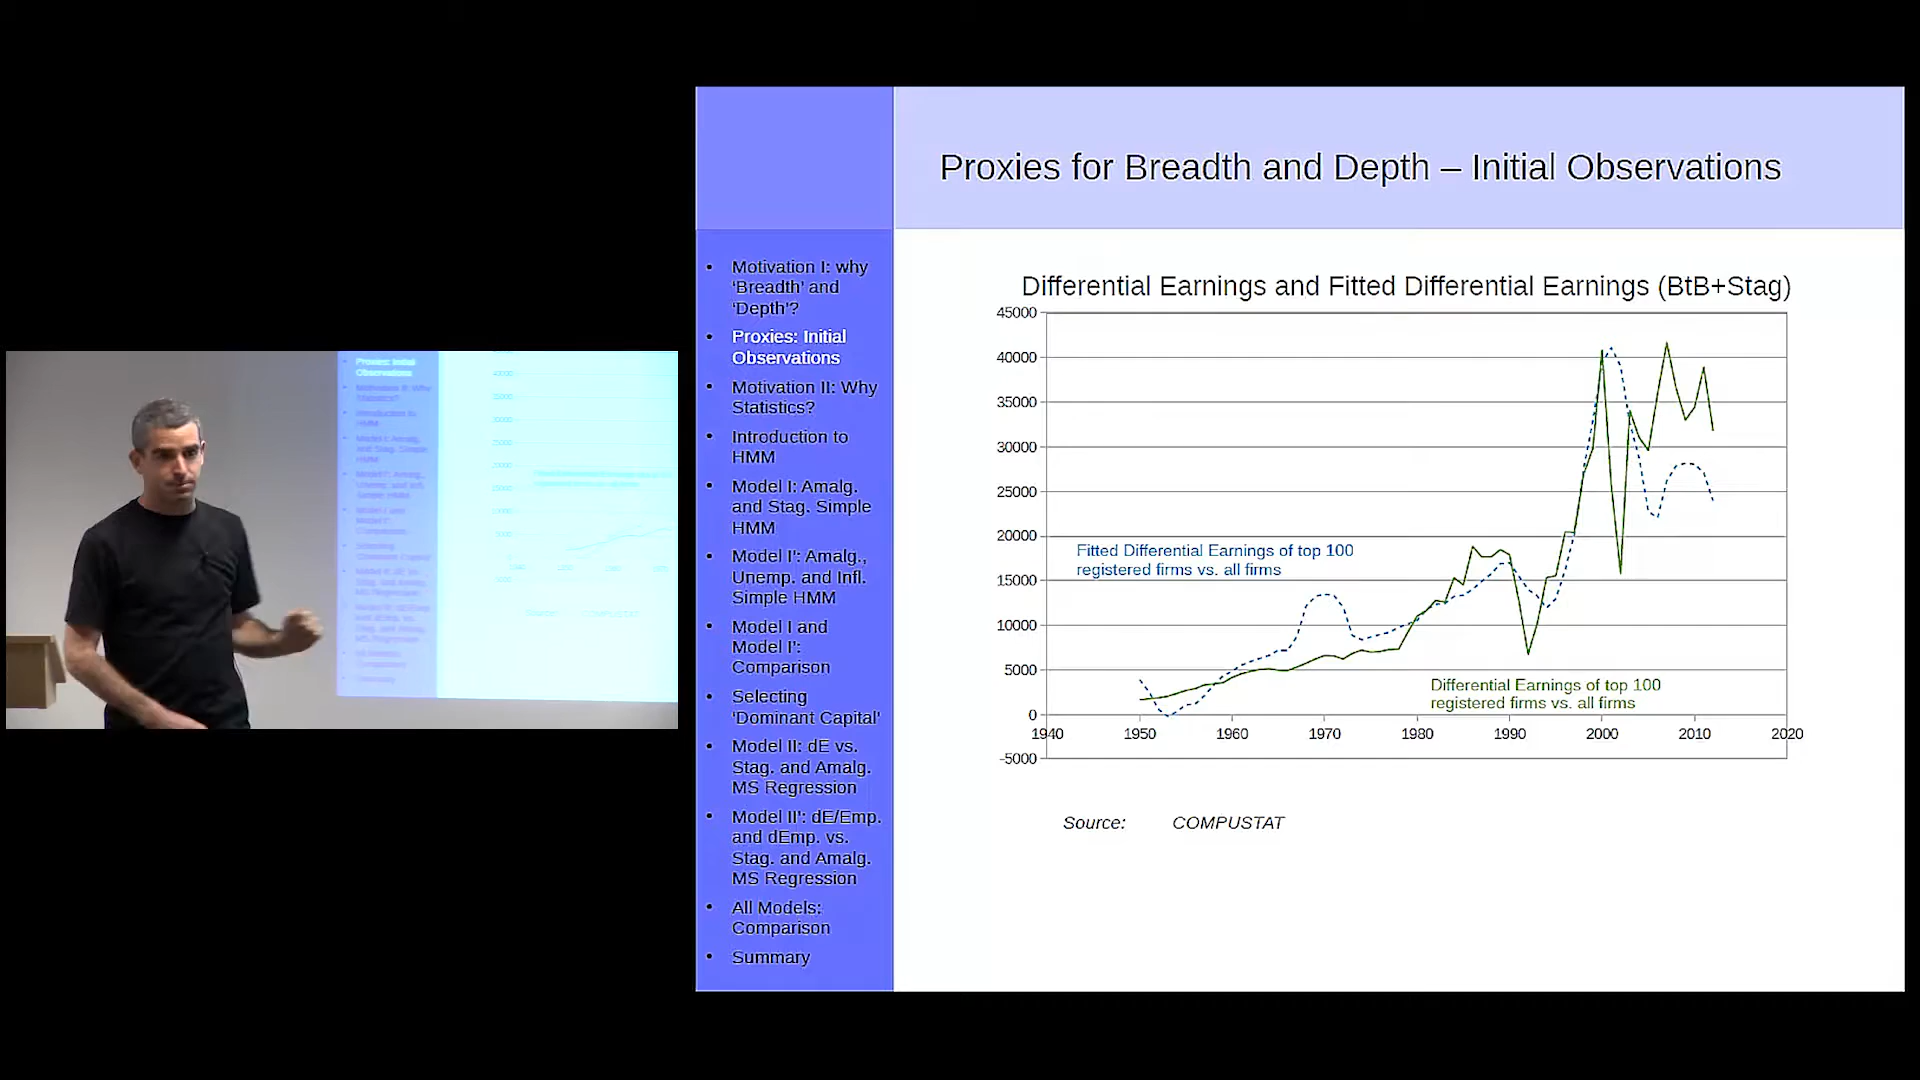 Proxies for Breadth and Depth – Initial Observations
• Motivation I: why
‘Breadth’ and
‘Depth’?
• Proxies: Initial
Observations
• Motivation II: Why
Statistics?
• Introduction to
HMM
• Model I: Amalg.
and Stag. Simple
HMM
• Model I': Amalg.,
Unemp. and Infl.
Simple HMM
• Model I and
Model I':
Comparison
• Selecting
‘Dominant Capital’
• Model II: dE vs.
Stag. and Amalg.
MS Regression
• Model II': dE/Emp.
and dEmp. vs.
Stag. and Amalg.
MS Regression
• All Models:
Comparison
• Summary
Differential Earnings and Fitted Differential Earnings (BtB+Stag)
45000
40000
35000
30000
25000
20000
15000
10000
5000
0
-5000
1940 1950 1960 1970 1980 1990 2000 2010 2020
Fitted Differential Earnings of top 100
registered firms vs. all firms
Differential Earnings of top 100
registered firms vs. all firms
Source: COMPUSTAT
Proxies: Initial
Observations